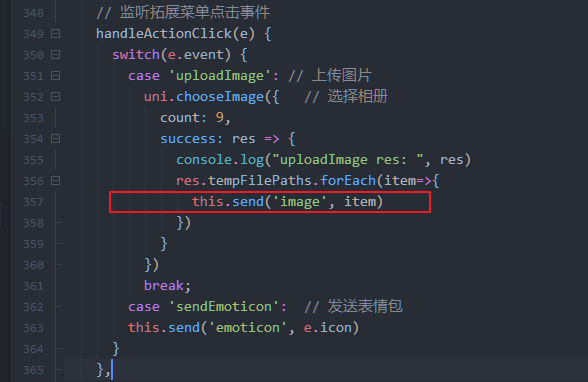 348 // 监听拓展菜单点击事件
349 handleActionClick(e) {
350 switch(e.event) {
351 case 'uploadImage': // 上传图片
352 uni.chooseImage({ // 选择相册
353 count: 9,
354 success: res => {
355 console.log("uploadImage res: ", res)
356 res.tempFilePaths.forEach(item=>{
357 this.send('image', item)
358 })
359 }
360 })
361 break;
362 case 'sendEmoticon': // 发送表情包
363 this.send('emoticon', e.icon)
364 }
365 },